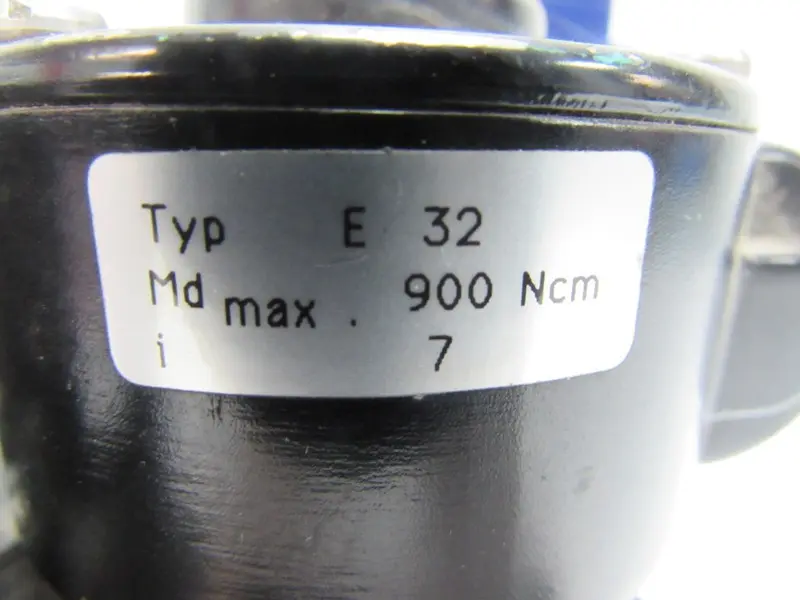 Typ E 32
Md max . 900 Ncm
i 7